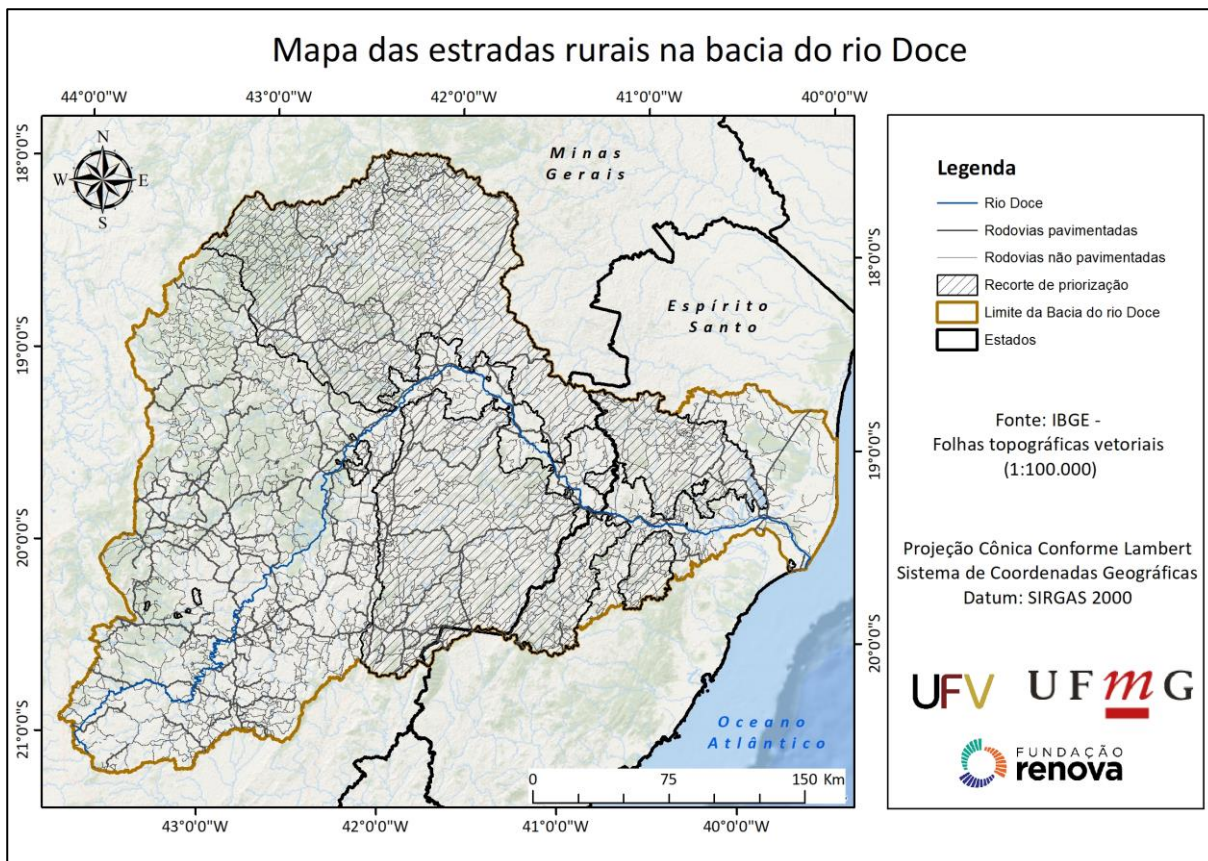 Mapa das estradas rurais na bacia do rio Doce
44°0'0"W
43°0'0"W
42°0'0"W
41°0'0"W
40°0'0"W
18°0'0"S
19°0'0"S
20°0'0"S
21°0'0"S
N
W
E
S
Minas
Gerais
Espírito
Santo
Oceano
Atlântico
18°0'0"S
19°0'0"S
20°0'0"S
0
75
150 Km
43°0'0"W
42°0'0"W
41°0'0"W
40°0'0"W
Legenda
Rio Doce
Rodovias pavimentadas
Rodovias não pavimentadas
Recorte de priorização
Limite da Bacia do rio Doce
Estados
Fonte: IBGE -
Folhas topográficas vetoriais
(1:100.000)
Projeção Cônica Conforme Lambert
Sistema de Coordenadas Geográficas
Datum: SIRGAS 2000
UFV
UFmG
FUNDAÇÃO
renova